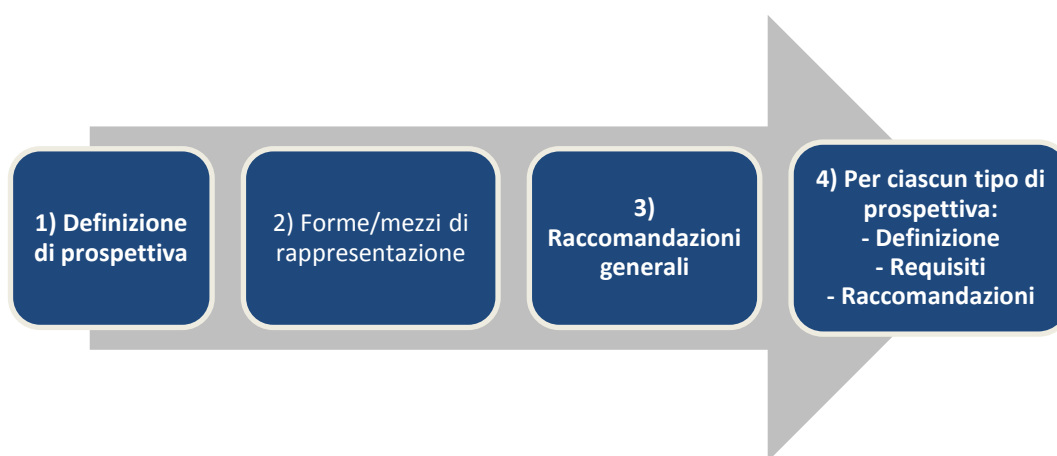 1) Definizione
di prospettiva
2) Forme/mezzi di
rappresentazione
3)
Raccomandazioni
generali
4) Per ciascun tipo di
prospettiva:
- Definizione
- Requisiti
- Raccomandazioni